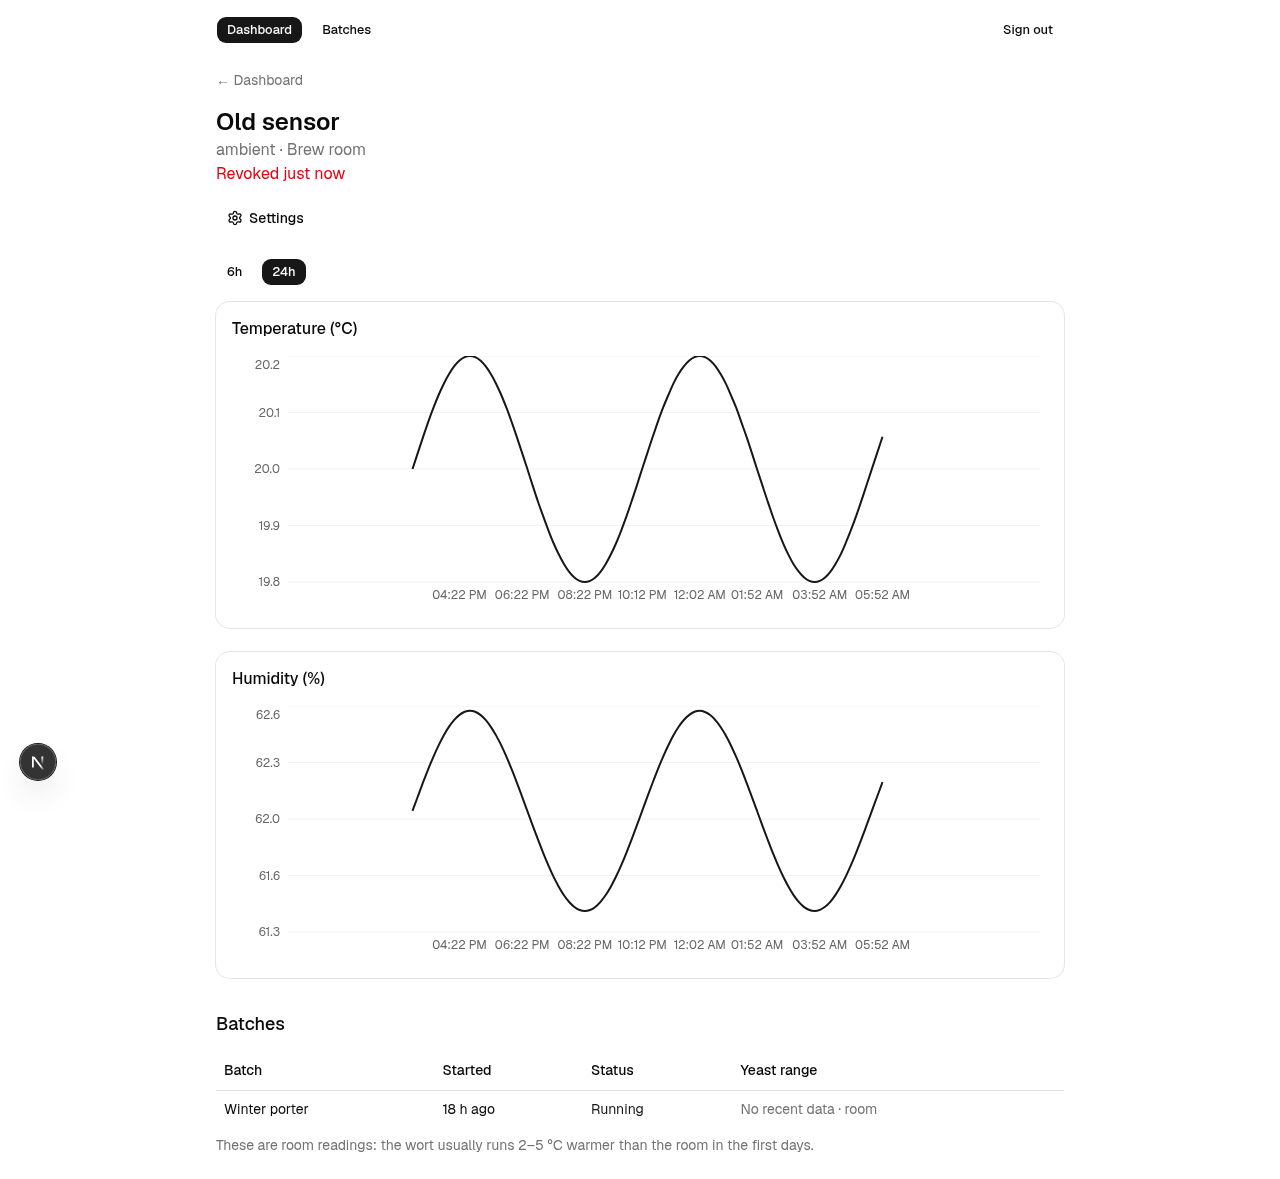 Dashboard Batches Sign out
← Dashboard
Old sensor
ambient · Brew room
Revoked just now
Settings
6h 24h
Temperature (°C)
20.2
20.1
20.0
19.9
19.8
04:22 PM 06:22 PM 08:22 PM 10:12 PM 12:02 AM 01:52 AM 03:52 AM 05:52 AM
Humidity (%)
62.6
62.3
62.0
61.6
61.3
04:22 PM 06:22 PM 08:22 PM 10:12 PM 12:02 AM 01:52 AM 03:52 AM 05:52 AM
N
Batches
Batch Started Status Yeast range
Winter porter 18 h ago Running No recent data · room
These are room readings: the wort usually runs 2–5 °C warmer than the room in the first days.